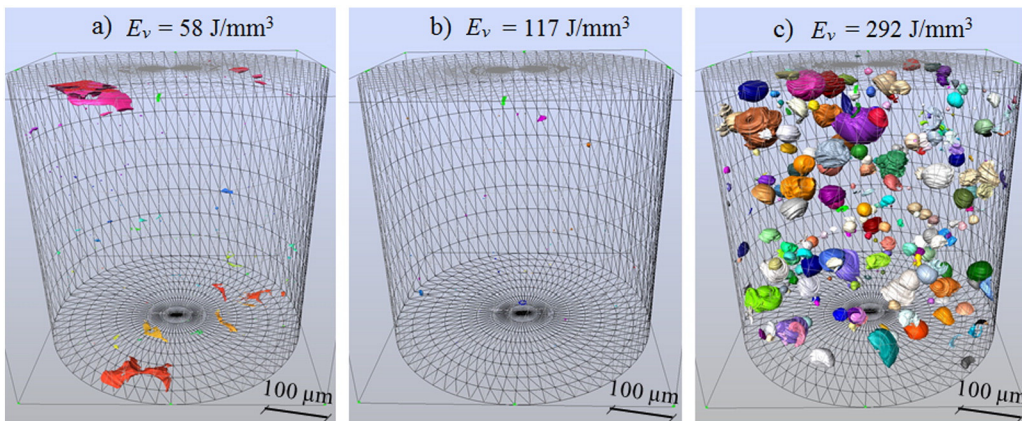 a) Eᵥ = 58 J/mm³
b) Eᵥ = 117 J/mm³
c) Eᵥ = 292 J/mm³
100 µm
100 µm
100 µm